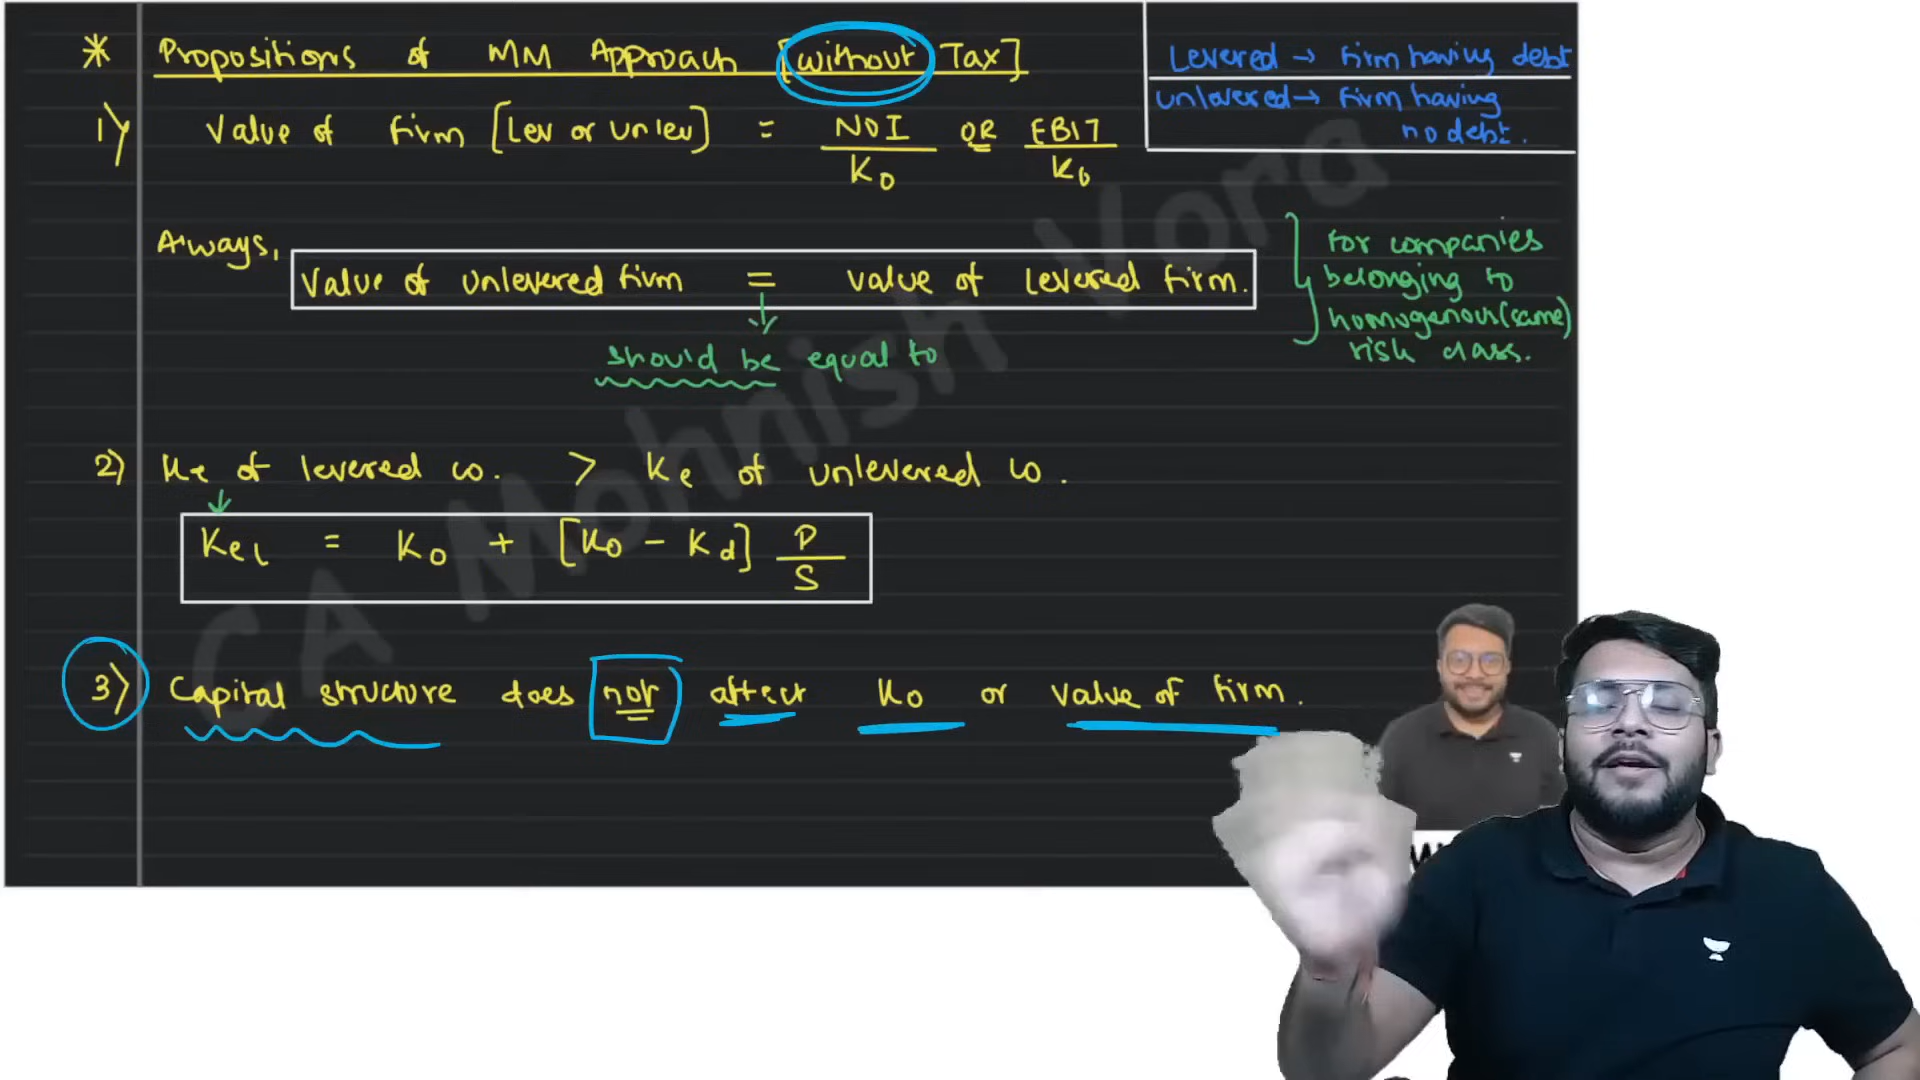 * Propositions of MM Approach [without Tax]
Levered → firm having debt
unlevered → firm having
no debt.
1) Value of firm [Lev or unlev] = NOI / Ko OR EBIT / Ko
Always,
Value of unlevered firm = value of levered firm.
should be equal to
For companies
belonging to
homogenous (same)
risk class.
2) Ke of levered co. > Ke of unlevered co.
Kel = Ko + [Ko - Kd] D / S
3) Capital structure does not affect Ko or value of firm.
CA Mohnish Vora